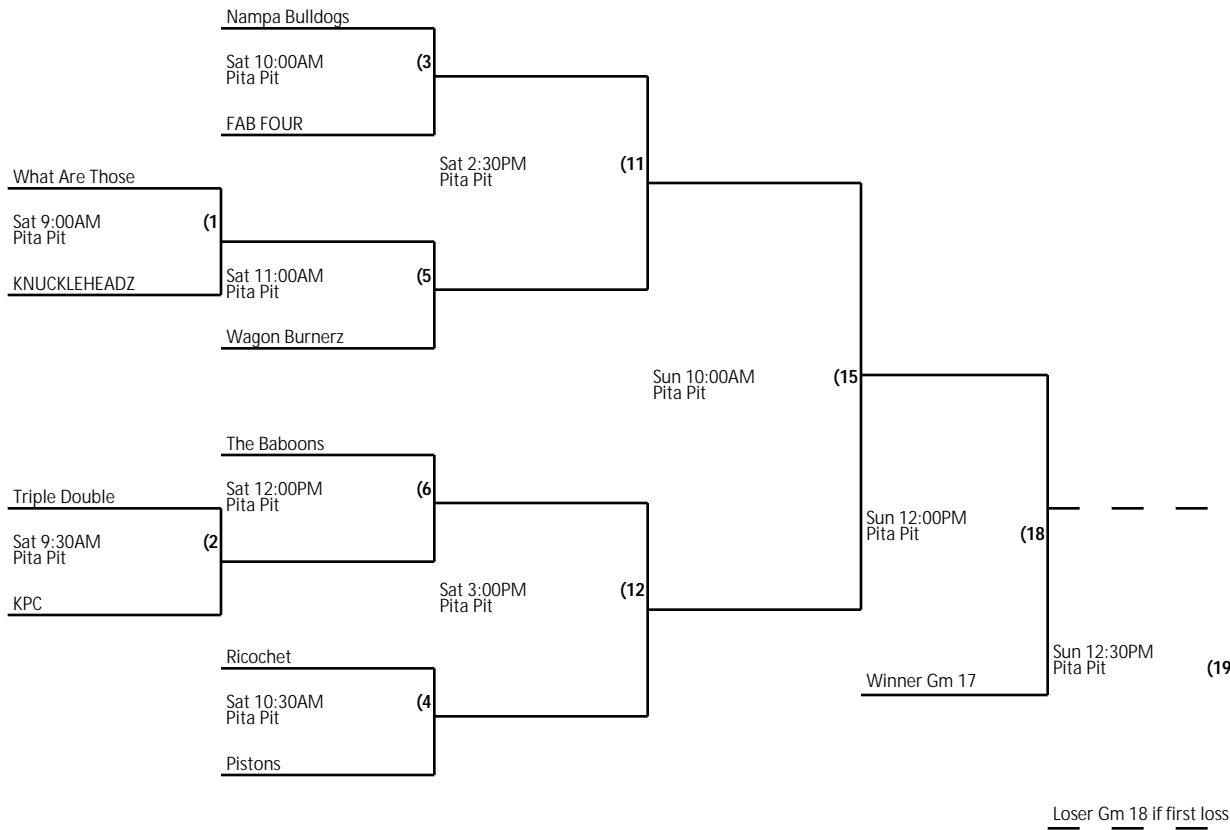 Nampa Bulldogs
Sat 10:00AM (3
Pita Pit
FAB FOUR
Sat 2:30PM (11
Pita Pit
What Are Those
Sat 9:00AM (1
Pita Pit
KNUCKLEHEADZ
Sat 11:00AM (5
Pita Pit
Wagon Burnerz
Sun 10:00AM (15
Pita Pit
The Baboons
Sat 12:00PM (6
Pita Pit
Triple Double
Sat 9:30AM (2
Pita Pit
KPC
Sun 12:00PM (18
Pita Pit
Sat 3:00PM (12
Pita Pit
Ricochet
Sat 10:30AM (4
Pita Pit
Pistons
Winner Gm 17
Sun 12:30PM (19
Pita Pit
Loser Gm 18 if first loss